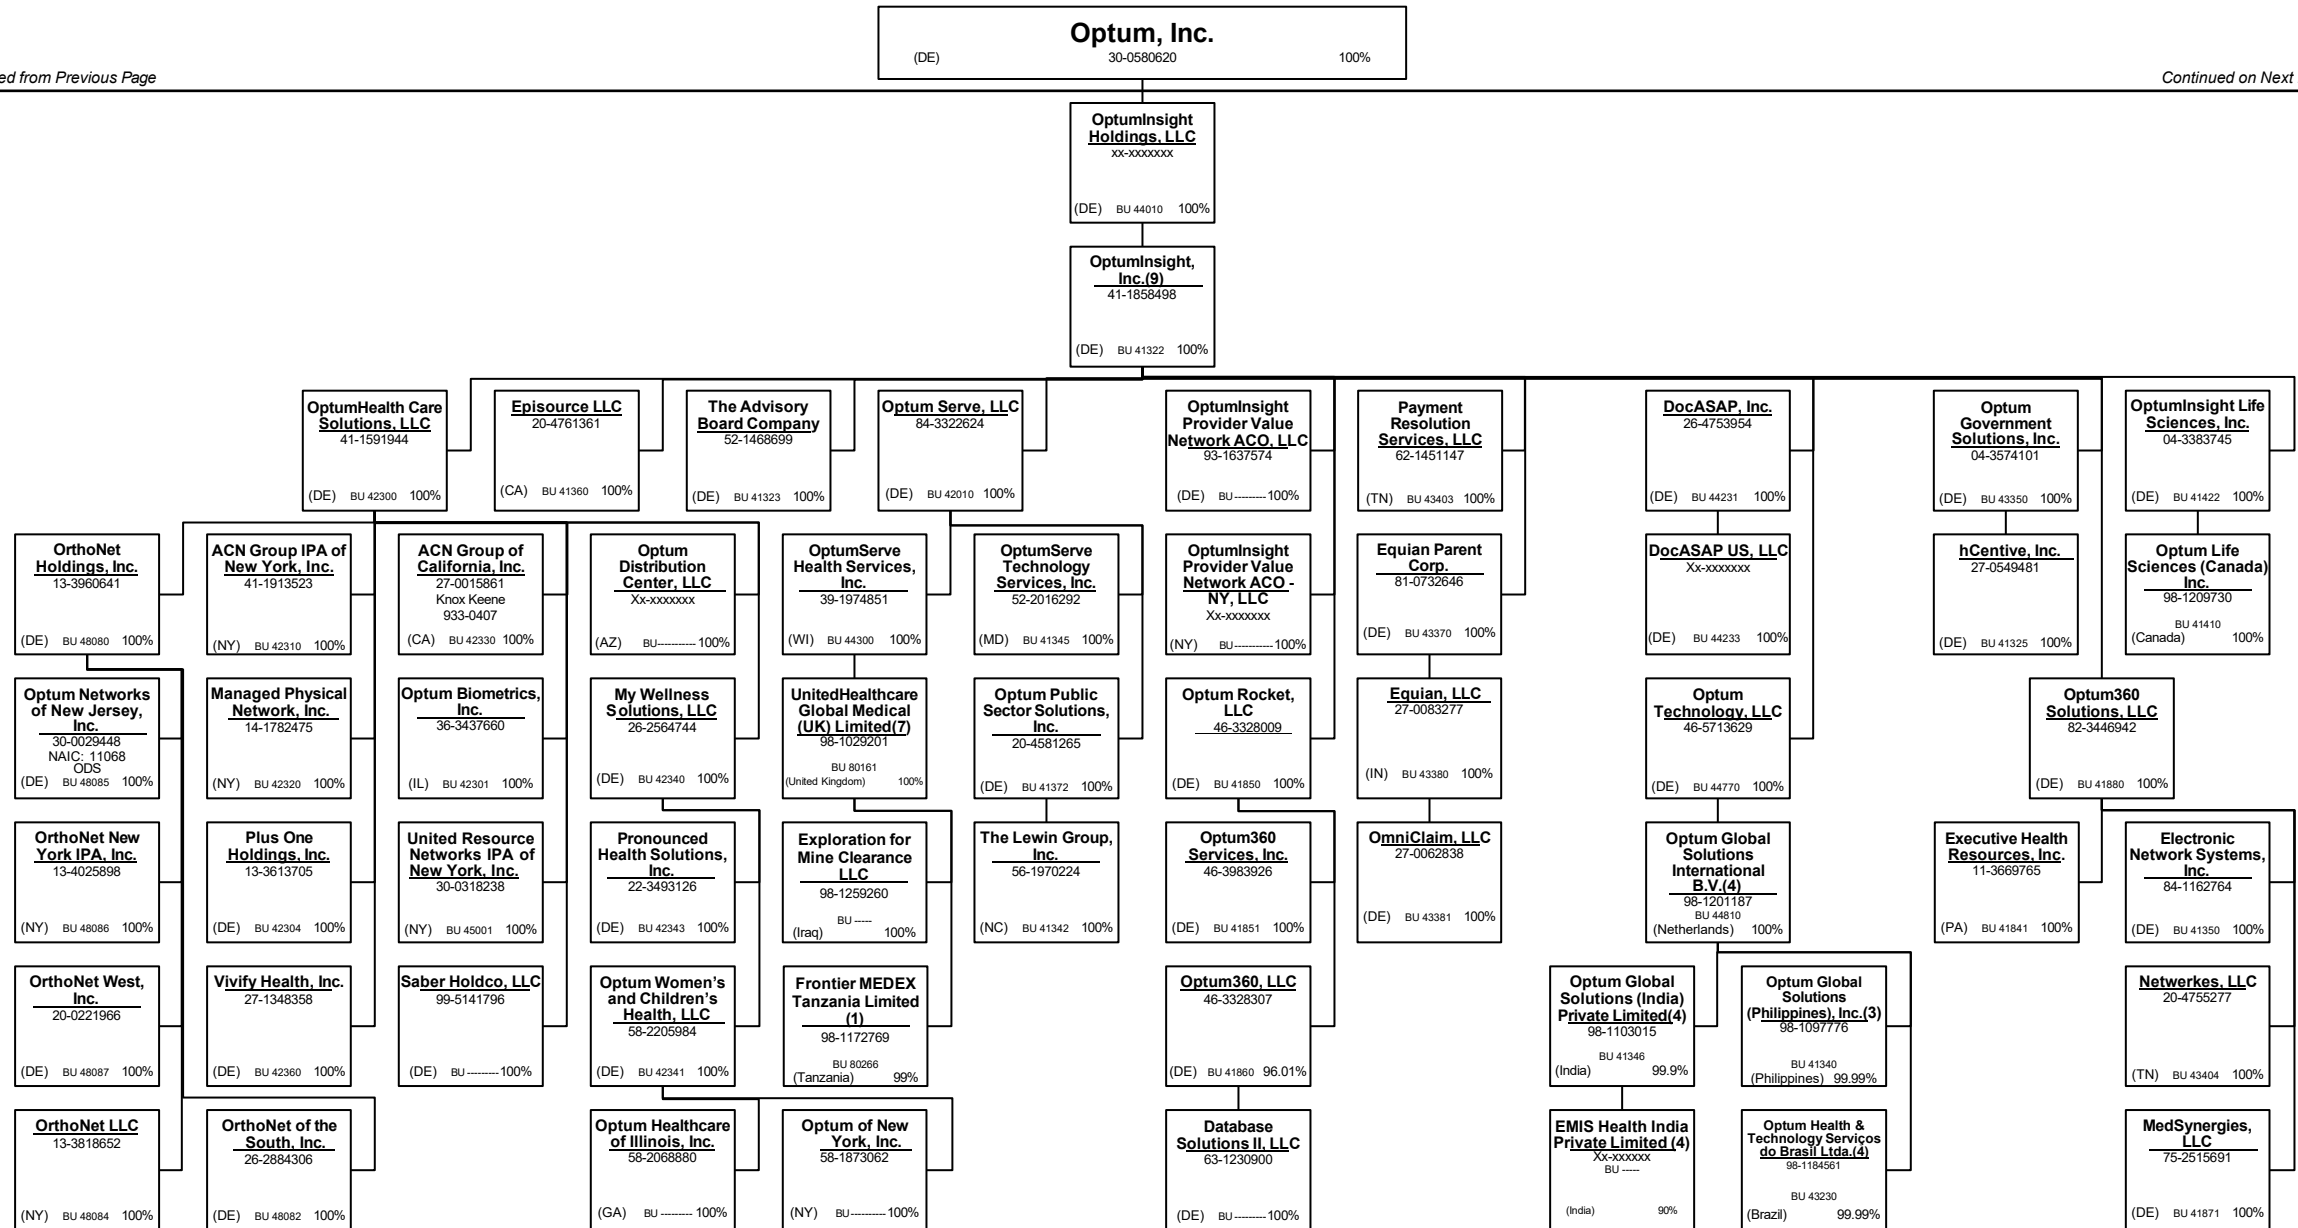 Optum, Inc.
(DE) 30-0580620 100%
ed from Previous Page
Continued on Next
OptumInsight
Holdings, LLC
xx-xxxxxxx
(DE) BU 44010 100%
OptumInsight,
Inc.(9)
41-1858498
(DE) BU 41322 100%
OptumHealth Care
Solutions, LLC
41-1591944
(DE) BU 42300 100%
Episource LLC
20-4761361
(CA) BU 41360 100%
The Advisory
Board Company
52-1468699
(DE) BU 41323 100%
Optum Serve, LLC
84-3322624
(DE) BU 42010 100%
OptumInsight
Provider Value
Network ACO, LLC
93-1637574
(DE) BU--------- 100%
Payment
Resolution
Services, LLC
62-1451147
(TN) BU 43403 100%
DocASAP, Inc.
26-4753954
(DE) BU 44231 100%
Optum
Government
Solutions, Inc.
04-3574101
(DE) BU 43350 100%
OptumInsight Life
Sciences, Inc.
04-3383745
(DE) BU 41422 100%
OrthoNet
Holdings, Inc.
13-3960641
(DE) BU 48080 100%
ACN Group IPA of
New York, Inc.
41-1913523
(NY) BU 42310 100%
ACN Group of
California, Inc.
27-0015861
Knox Keene
933-0407
(CA) BU 42330 100%
Optum
Distribution
Center, LLC
Xx-xxxxxxx
(AZ) BU----------- 100%
OptumServe
Health Services,
Inc.
39-1974851
(WI) BU 44300 100%
OptumServe
Technology
Services, Inc.
52-2016292
(MD) BU 41345 100%
OptumInsight
Provider Value
Network ACO -
NY, LLC
Xx-xxxxxxx
(NY) BU----------- 100%
Equian Parent
Corp.
81-0732646
(DE) BU 43370 100%
DocASAP US, LLC
Xx-xxxxxxx
(DE) BU 44233 100%
hCentive, Inc.
27-0549481
(DE) BU 41325 100%
Optum Life
Sciences (Canada)
Inc.
98-1209730
BU 41410
(Canada) 100%
Optum Networks
of New Jersey,
Inc.
30-0029448
NAIC: 11068
ODS
(DE) BU 48085 100%
Managed Physical
Network, Inc.
14-1782475
(NY) BU 42320 100%
Optum Biometrics,
Inc.
36-3437660
(IL) BU 42301 100%
My Wellness
Solutions, LLC
26-2564744
(DE) BU 42340 100%
UnitedHealthcare
Global Medical
(UK) Limited(7)
98-1029201
BU 80161
(United Kingdom) 100%
Optum Public
Sector Solutions,
Inc.
20-4581265
(DE) BU 41372 100%
Optum Rocket,
LLC
46-3328009
(DE) BU 41850 100%
Equian, LLC
27-0083277
(IN) BU 43380 100%
Optum
Technology, LLC
46-5713629
(DE) BU 44770 100%
Optum360
Solutions, LLC
82-3446942
(DE) BU 41880 100%
OrthoNet New
York IPA, Inc.
13-4025898
(NY) BU 48086 100%
Plus One
Holdings, Inc.
13-3613705
(DE) BU 42304 100%
United Resource
Networks IPA of
New York, Inc.
30-0318238
(NY) BU 45001 100%
Pronounced
Health Solutions,
Inc.
22-3493126
(DE) BU 42343 100%
Exploration for
Mine Clearance
LLC
98-1259260
BU -----
(Iraq) 100%
The Lewin Group,
Inc.
56-1970224
(NC) BU 41342 100%
Optum360
Services, Inc.
46-3983926
(DE) BU 41851 100%
OmniClaim, LLC
27-0062838
(DE) BU 43381 100%
Optum Global
Solutions
International
B.V.(4)
98-1201187
BU 44810
(Netherlands) 100%
Executive Health
Resources, Inc.
11-3669765
(PA) BU 41841 100%
Electronic
Network Systems,
Inc.
84-1162764
(DE) BU 41350 100%
OrthoNet West,
Inc.
20-0221966
(DE) BU 48087 100%
Vivify Health, Inc.
27-1348358
(DE) BU 42360 100%
Saber Holdco, LLC
99-5141796
(DE) BU --------- 100%
Optum Women's
and Children's
Health, LLC
58-2205984
(DE) BU 42341 100%
Frontier MEDEX
Tanzania Limited
(1)
98-1172769
BU 80266
(Tanzania) 99%
Optum360, LLC
46-3328307
(DE) BU 41860 96.01%
Optum Global
Solutions (India)
Private Limited(4)
98-1103015
BU 41346
(India) 99.9%
Optum Global
Solutions
(Philippines), Inc.(3)
98-1097776
BU 41340
(Philippines) 99.99%
Netwerkes, LLC
20-4755277
(TN) BU 43404 100%
OrthoNet LLC
13-3818652
(NY) BU 48084 100%
OrthoNet of the
South, Inc.
26-2884306
(DE) BU 48082 100%
Optum Healthcare
of Illinois, Inc.
58-2068880
(GA) BU --------- 100%
Optum of New
York, Inc.
58-1873062
(NY) BU---------- 100%
Database
Solutions II, LLC
63-1230900
(DE) BU--------- 100%
EMIS Health India
Private Limited (4)
Xx-xxxxxx
BU -----
(India) 90%
Optum Health &
Technology Serviços
do Brasil Ltda.(4)
98-1184561
BU 43230
(Brazil) 99.99%
MedSynergies,
LLC
75-2515691
(DE) BU 41871 100%